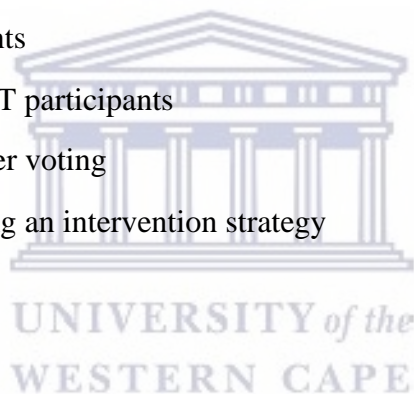 nts
T participants
er voting
g an intervention strategy
UNIVERSITY of the
WESTERN CAPE